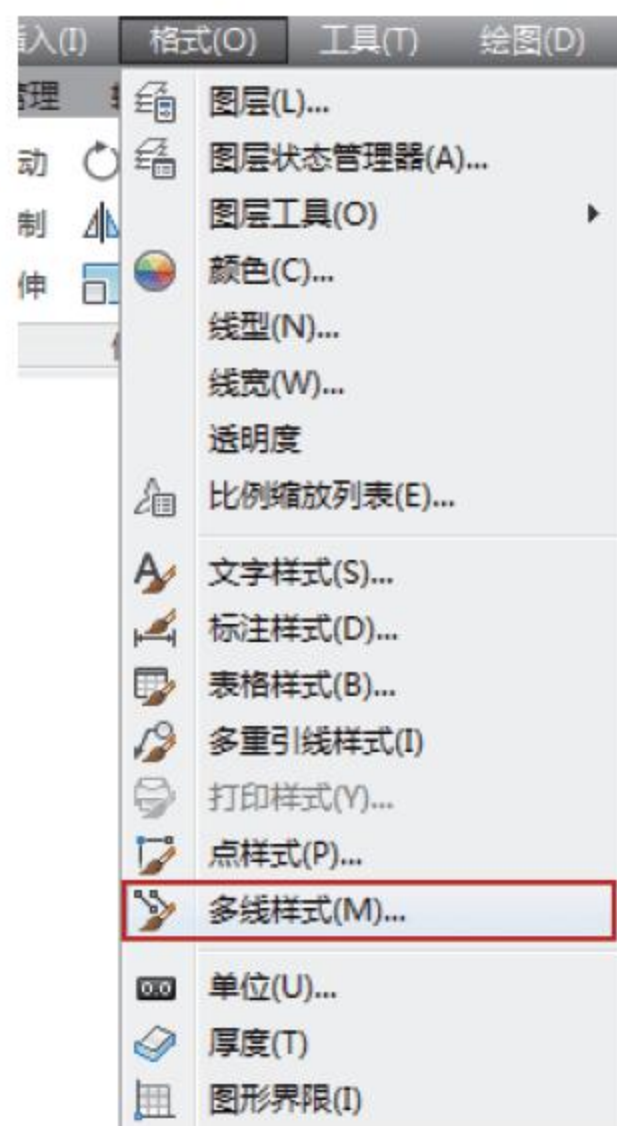 入(I) 格式(O) 工具(T) 绘图(D)
管理
图层(L)...
动 图层状态管理器(A)...
制 图层工具(O)
伸 颜色(C)...
线型(N)...
线宽(W)...
透明度
比例缩放列表(E)...
文字样式(S)...
标注样式(D)...
表格样式(B)...
多重引线样式(I)
打印样式(Y)...
点样式(P)...
多线样式(M)...
0.0 单位(U)...
厚度(T)
图形界限(I)